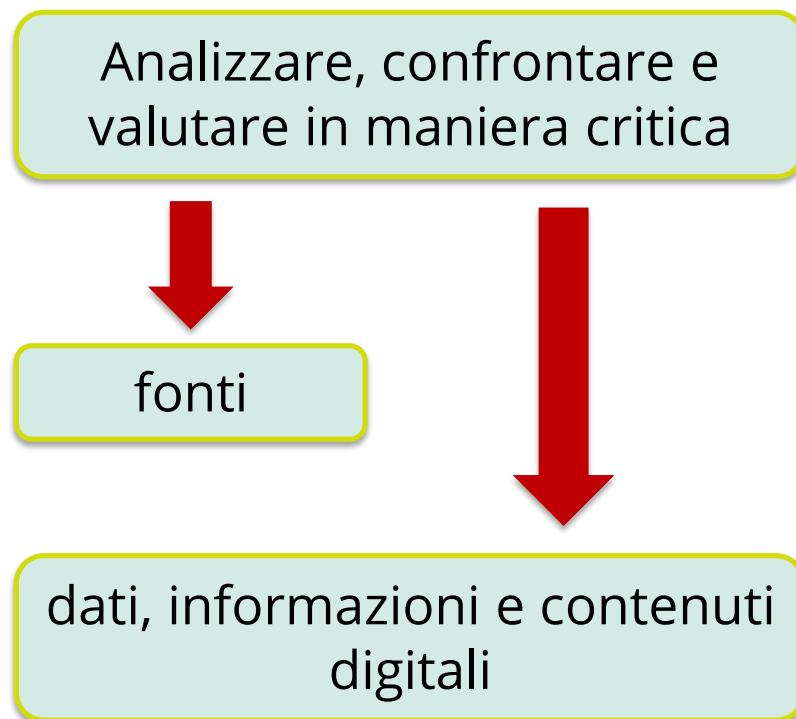 Analizzare, confrontare e
valutare in maniera critica
fonti
dati, informazioni e contenuti
digitali